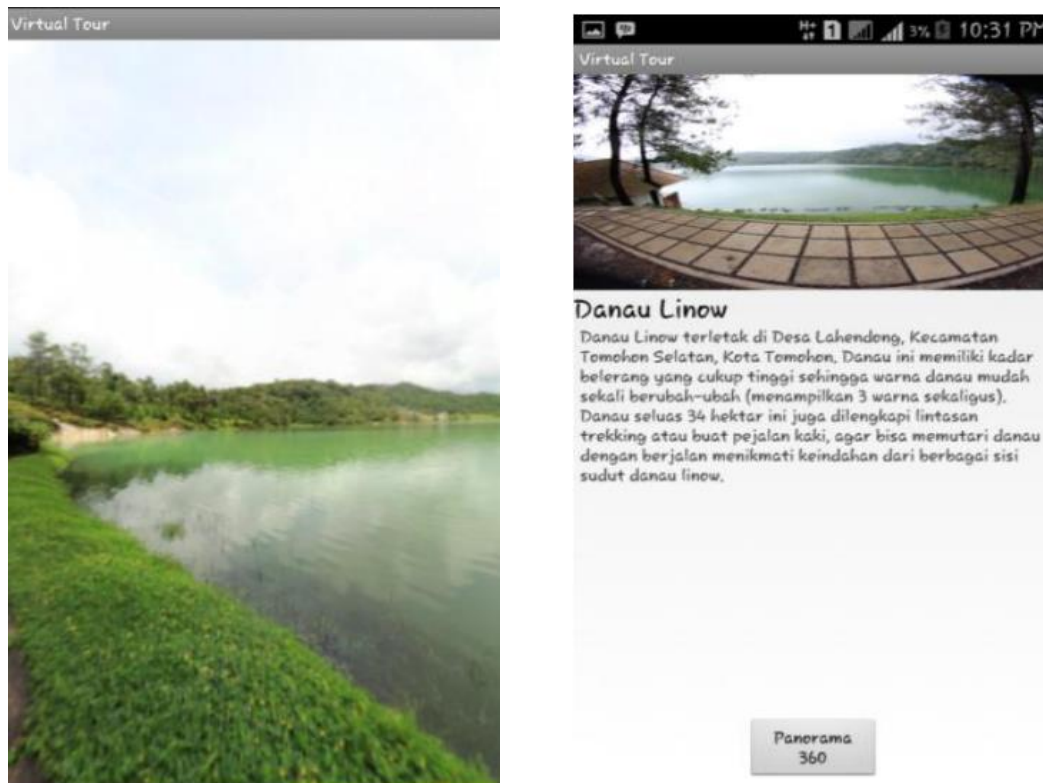 Virtual Tour
H+ 1 3% 10:31 PM
Virtual Tour
Danau Linow
Danau Linow terletak di Desa Lahendong, Kecamatan
Tomohon Selatan, Kota Tomohon. Danau ini memiliki kadar
belerang yang cukup tinggi sehingga warna danau mudah
sekali berubah-ubah (menampilkan 3 warna sekaligus).
Danau seluas 34 hektar ini juga dilengkapi lintasan
trekking atau buat pejalan kaki, agar bisa memutari danau
dengan berjalan menikmati keindahan dari berbagai sisi
sudut danau linow.
Panorama
360